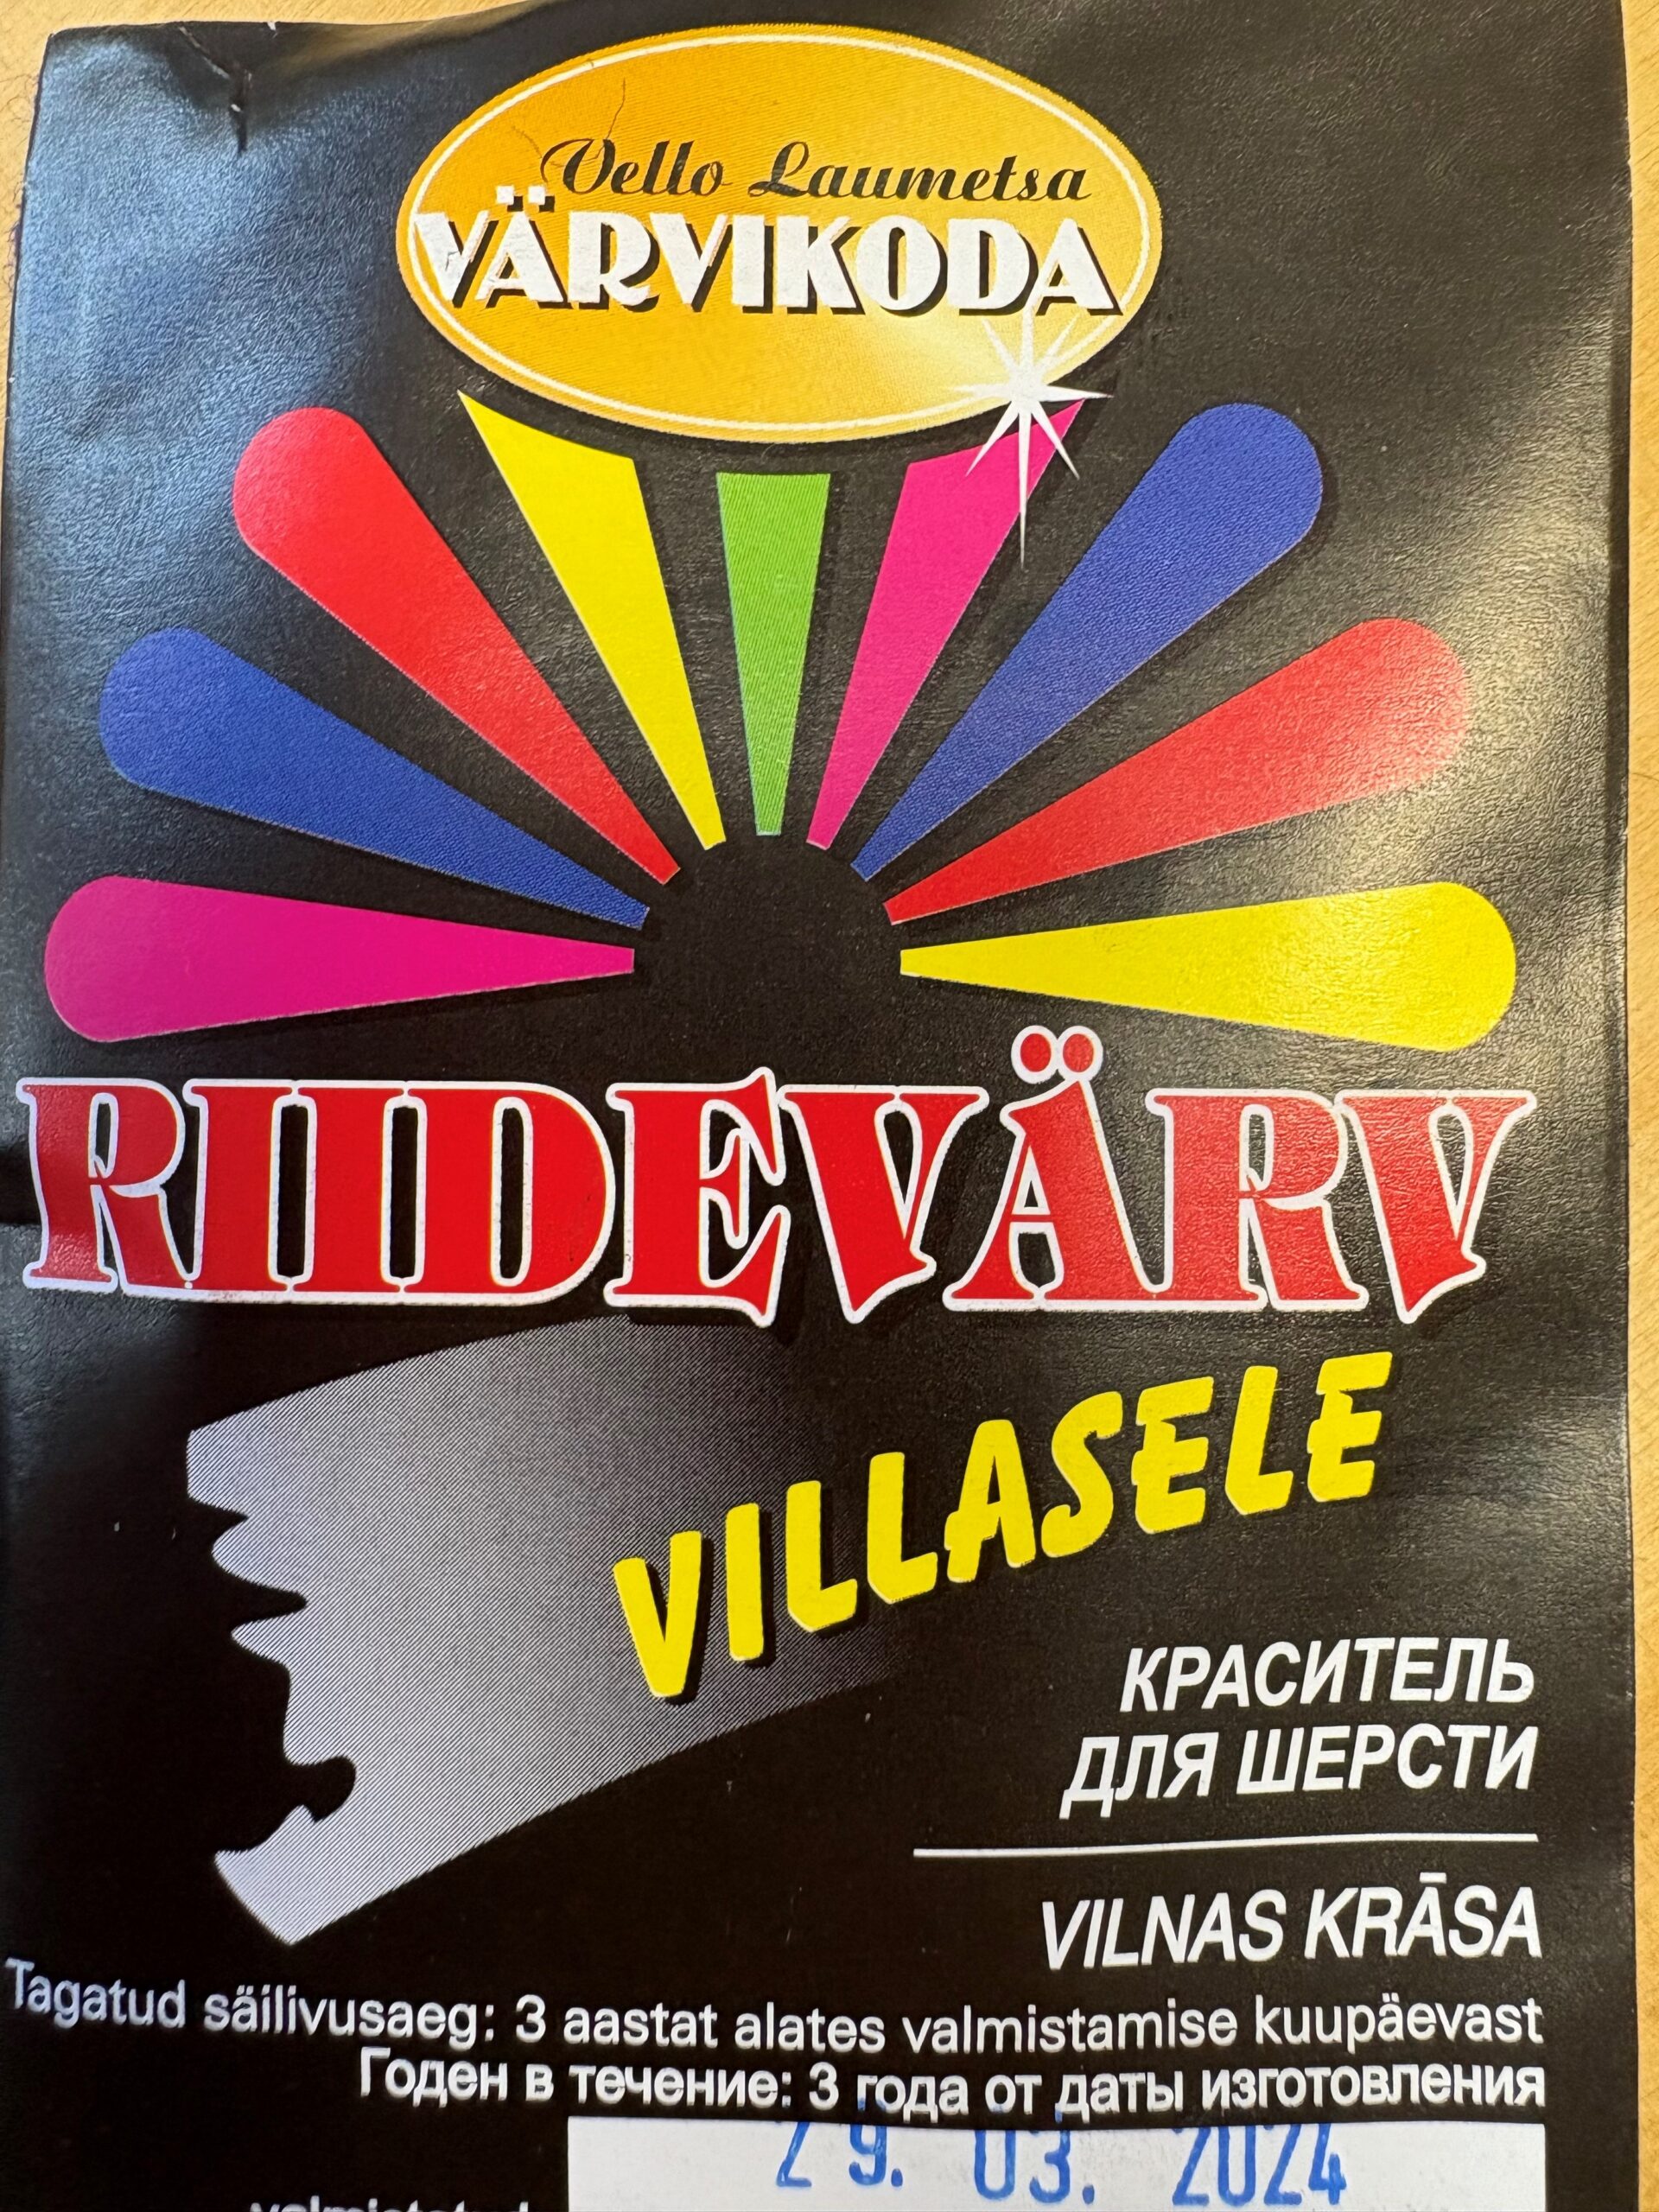 Vello Laumetsa
VÄRVIKODA
RIIDEVÄRV
VILLASELE
КРАСИТЕЛЬ
ДЛЯ ШЕРСТИ
VILNAS KRĀSA
Tagatud säilivusaeg: 3 aastat alates valmistamise kuupäevast
Годен в течение: 3 года от даты изготовления
29. 03. 2024